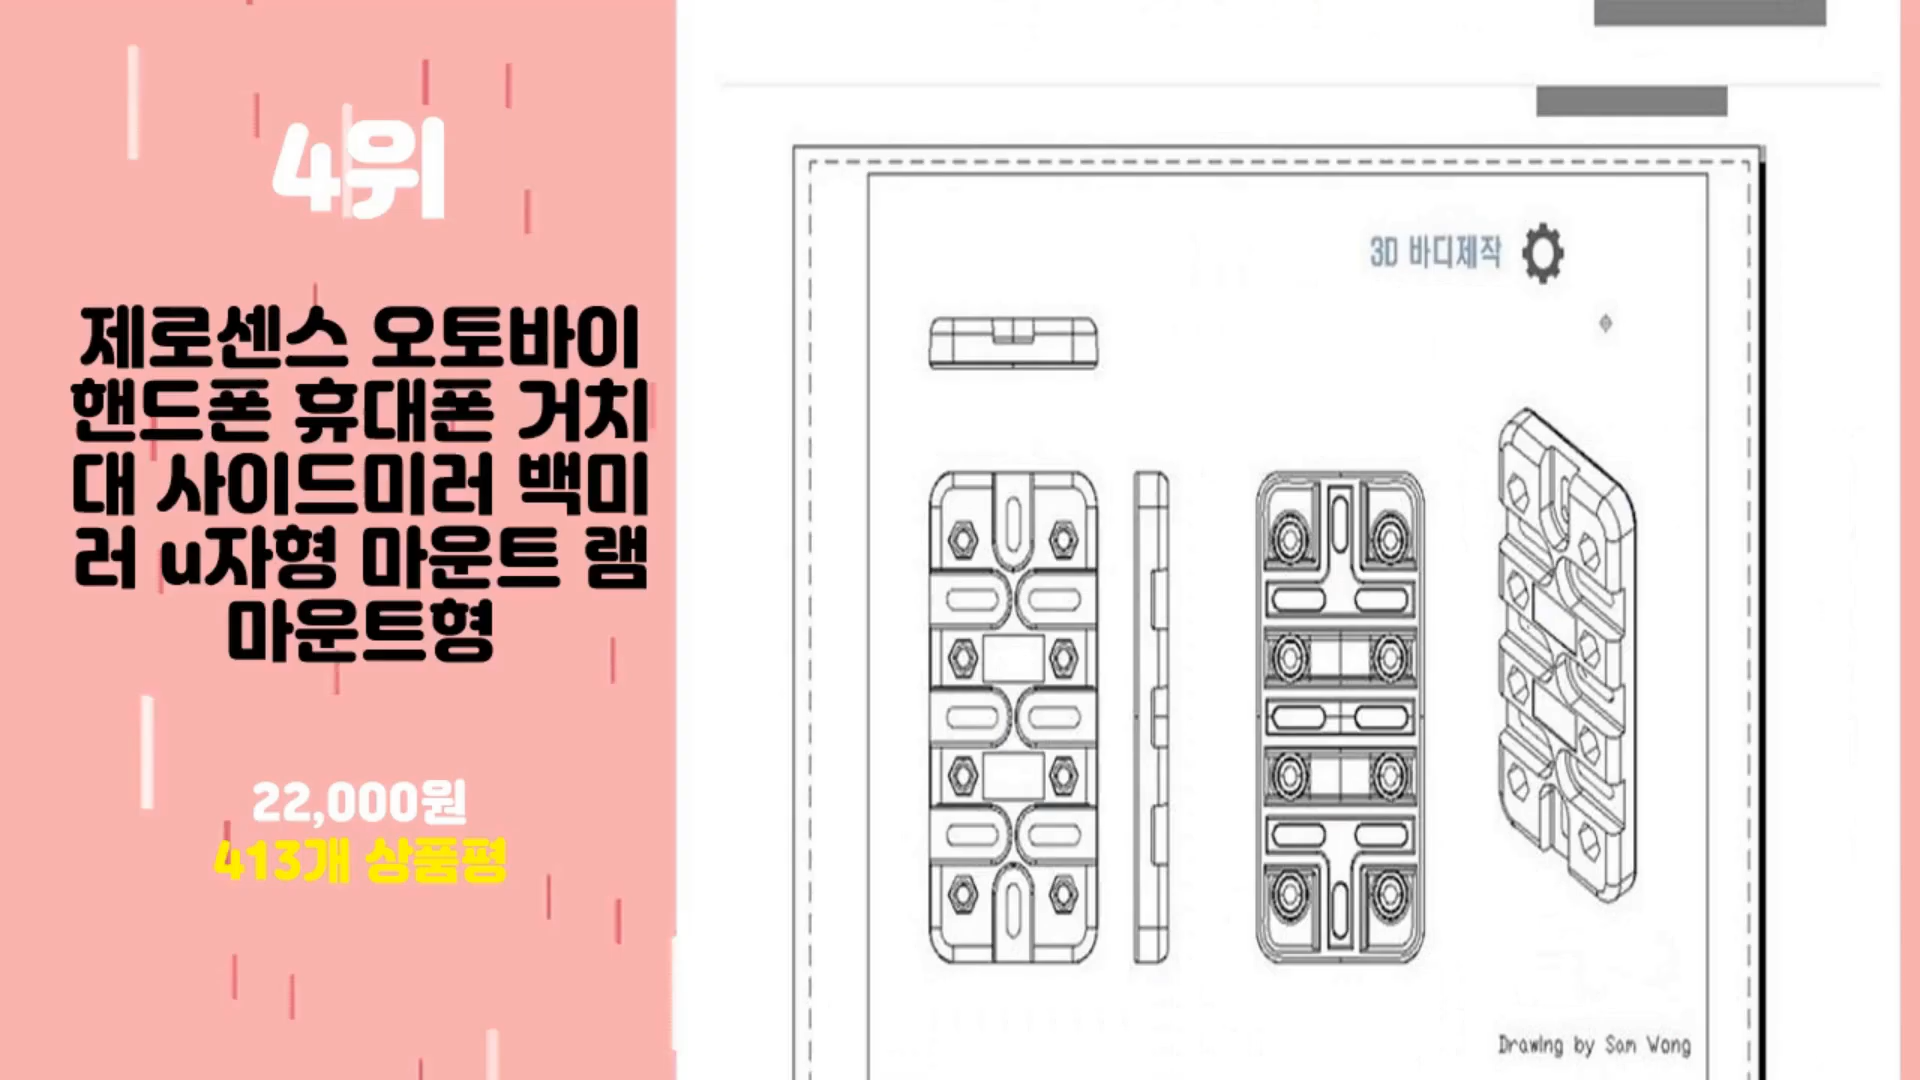 4위
제로센스 오토바이
핸드폰 휴대폰 거치
대 사이드미러 백미
러 u자형 마운트 램
마운트형
22,000원
413개 상품평
3D 바디제작
Drawing by Sam Wong